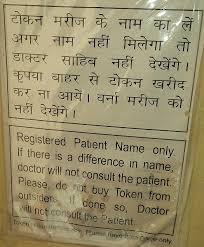 टोकन मरीज के नाम का लें
अगर नाम नहीं मिलेगा तो
डाक्टर साहिब नहीं देखेंगे।
कृपया बाहर से टोकन खरीद
कर ना आयें। वर्ना मरीज को
नहीं देखेंगे।
Registered Patient Name only.
If there is a difference in name,
doctor will not consult the patient.
Please, do not buy Token from
outside. If done so, Doctor
will not consult the Patient.